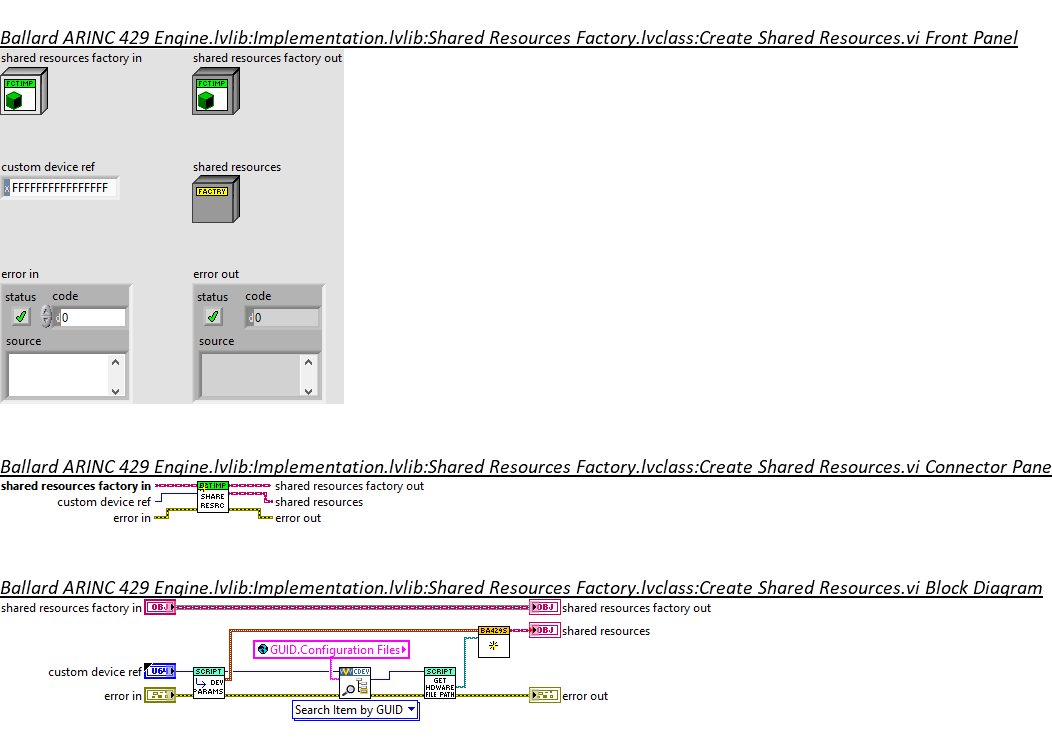 Ballard ARINC 429 Engine.lvlib:Implementation.lvlib:Shared Resources Factory.lvclass:Create Shared Resources.vi Front Panel
shared resources factory in
shared resources factory out
FCTIMP
FCTIMP
custom device ref
shared resources
x FFFFFFFFFFFFFFFF
FACTRY
error in
error out
status code
status code
d 0
d 0
source
source
Ballard ARINC 429 Engine.lvlib:Implementation.lvlib:Shared Resources Factory.lvclass:Create Shared Resources.vi Connector Pane
shared resources factory in
shared resources factory out
SHARE
custom device ref
shared resources
RESRC
error in
error out
Ballard ARINC 429 Engine.lvlib:Implementation.lvlib:Shared Resources Factory.lvclass:Create Shared Resources.vi Block Diagram
shared resources factory in OBJ
OBJ shared resources factory out
BA429S
OBJ shared resources
GUID.Configuration Files
custom device ref U64
SCRIPT
DEV
PARAMS
CDEV
SCRIPT
GET
HDWARE
FILE PATH
error in
error out
Search Item by GUID